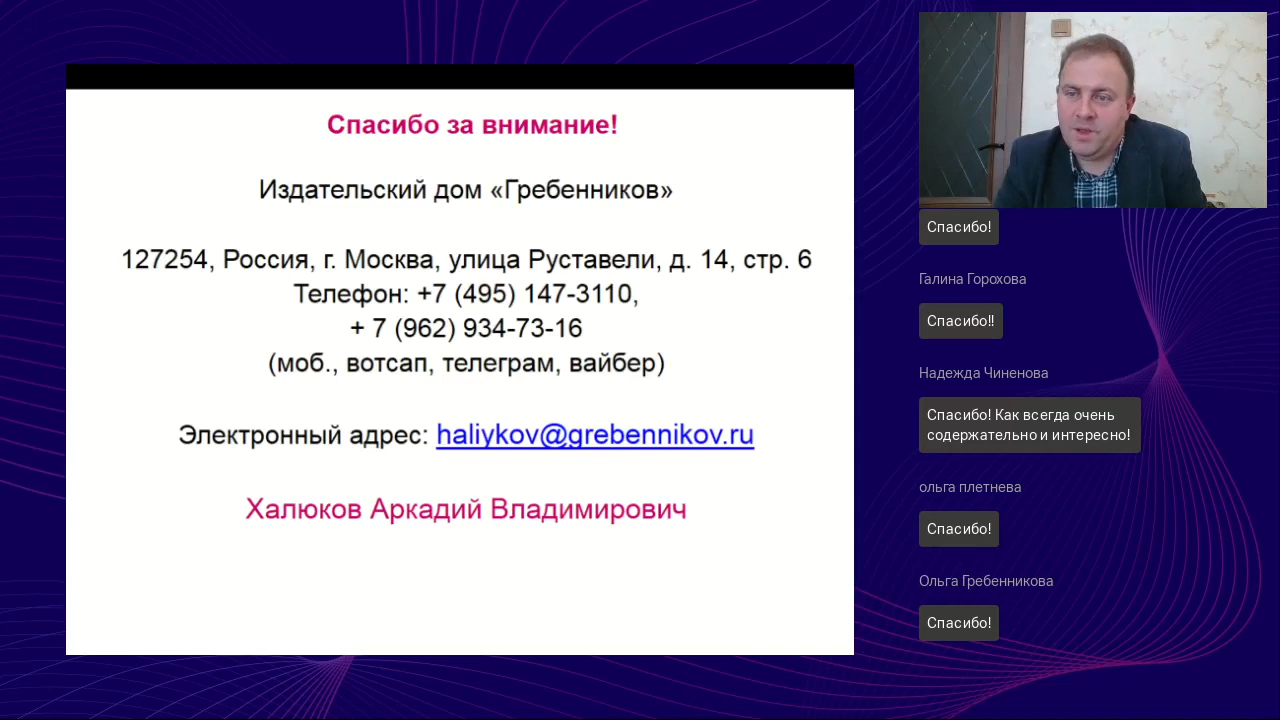 Спасибо за внимание!
Издательский дом «Гребенников»
127254, Россия, г. Москва, улица Руставели, д. 14, стр. 6
Телефон: +7 (495) 147-3110,
+ 7 (962) 934-73-16
(моб., вотсап, телеграм, вайбер)
Электронный адрес: haliykov@grebennikov.ru
Халюков Аркадий Владимирович
Спасибо!
Галина Горохова
Спасибо!!
Надежда Чиненова
Спасибо! Как всегда очень
содержательно и интересно!
ольга плетнева
Спасибо!
Ольга Гребенникова
Спасибо!